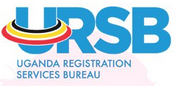 URSB
UGANDA REGISTRATION
SERVICES BUREAU